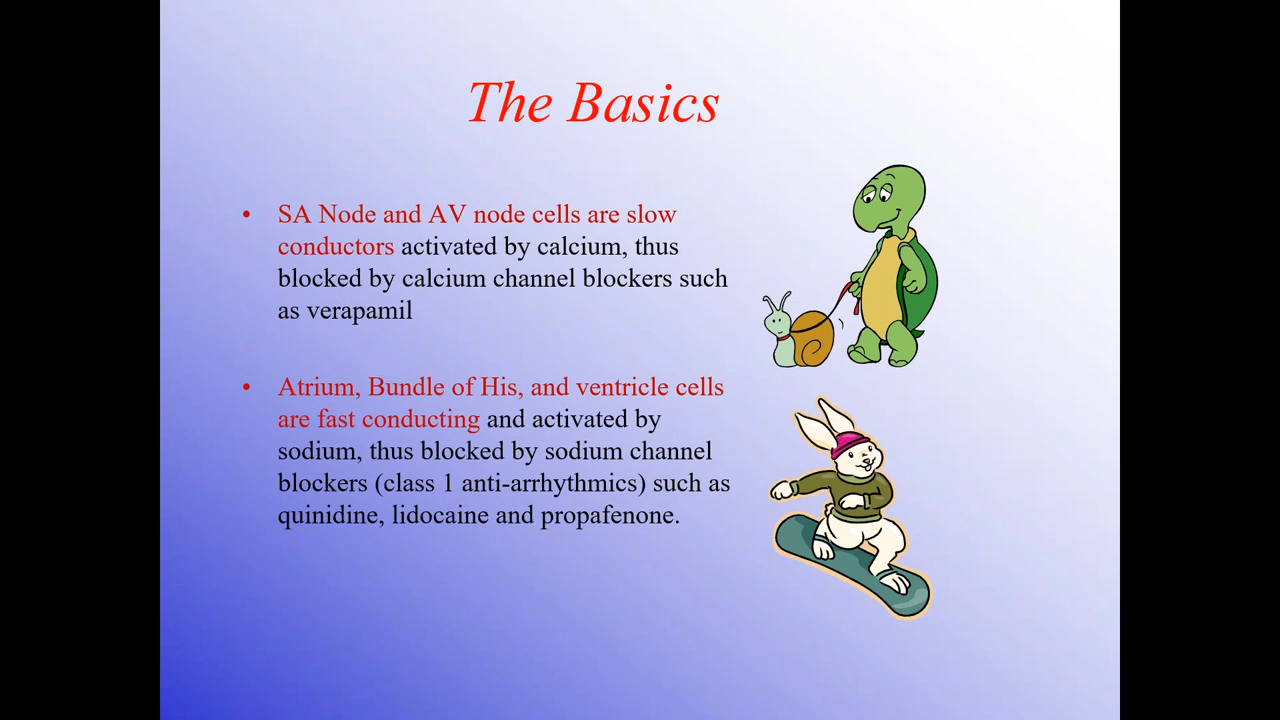 The Basics
• SA Node and AV node cells are slow
conductors activated by calcium, thus
blocked by calcium channel blockers such
as verapamil
• Atrium, Bundle of His, and ventricle cells
are fast conducting and activated by
sodium, thus blocked by sodium channel
blockers (class 1 anti-arrhythmics) such as
quinidine, lidocaine and propafenone.